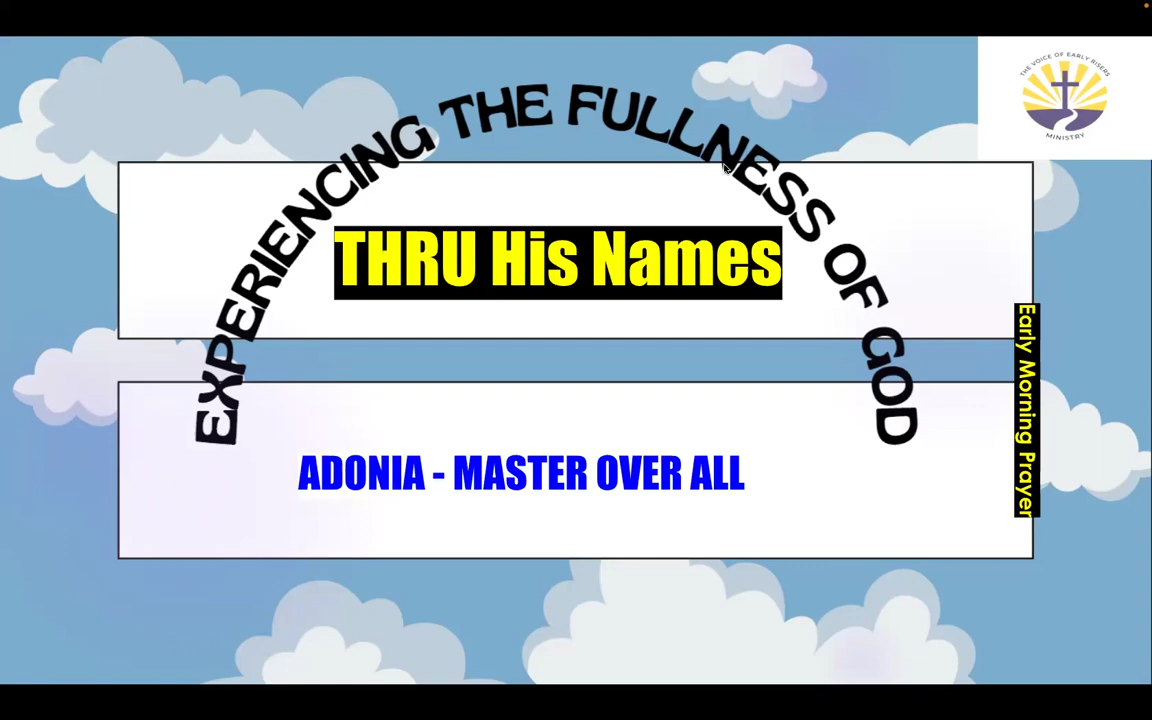 THE VOICE OF EARLY RISERS
MINISTRY
EXPERIENCING THE FULLNESS OF GOD
THRU His Names
Early Morning Prayer
ADONIA - MASTER OVER ALL